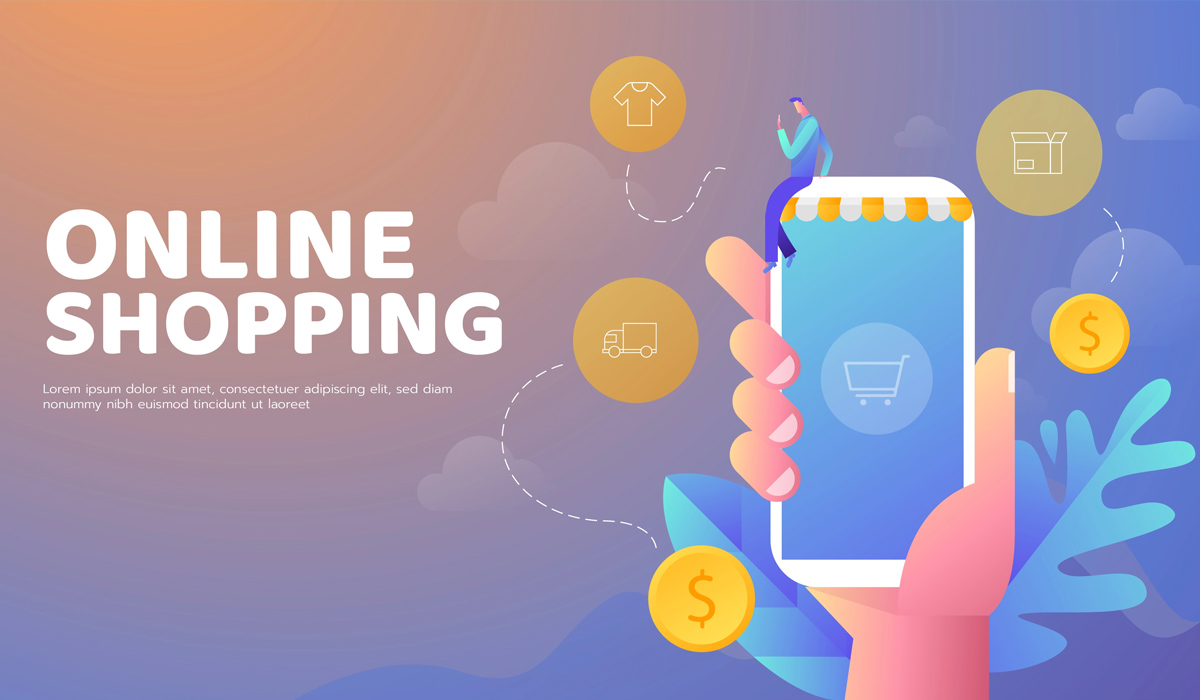 ONLINE
SHOPPING
Lorem ipsum dolor sit amet, consectetuer adipiscing elit, sed diam
nonummy nibh euismod tincidunt ut laoreet
$
$